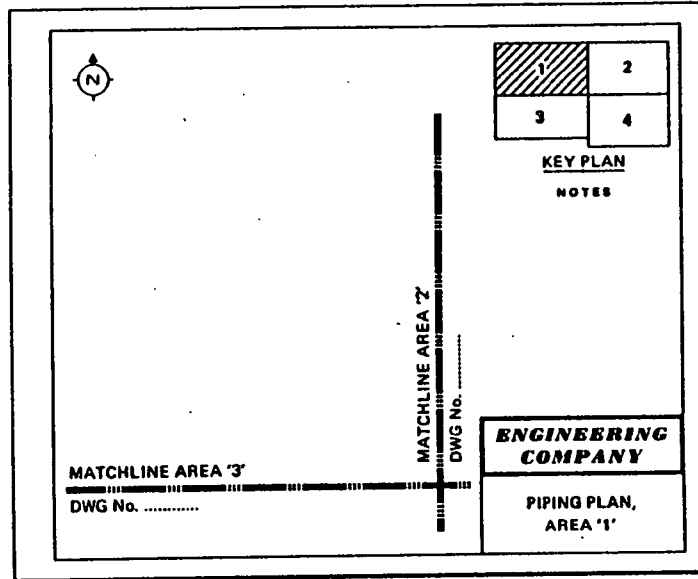 N
1
2
3
4
KEY PLAN
NOTES
MATCHLINE AREA '2'
DWG No. ............
MATCHLINE AREA '3'
DWG No. ............
ENGINEERING
COMPANY
PIPING PLAN,
AREA '1'